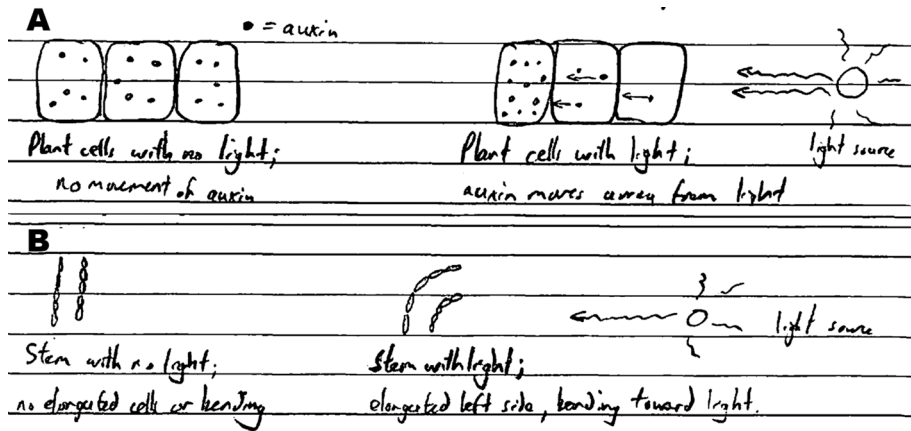 A
• = auxin
Plant cells with no light;
no movement of auxin
Plant cells with light;
auxin moves away from light
light source
B
Stem with no light;
no elongated cells or bending
Stem with light;
elongated left side, bending toward light.
light source